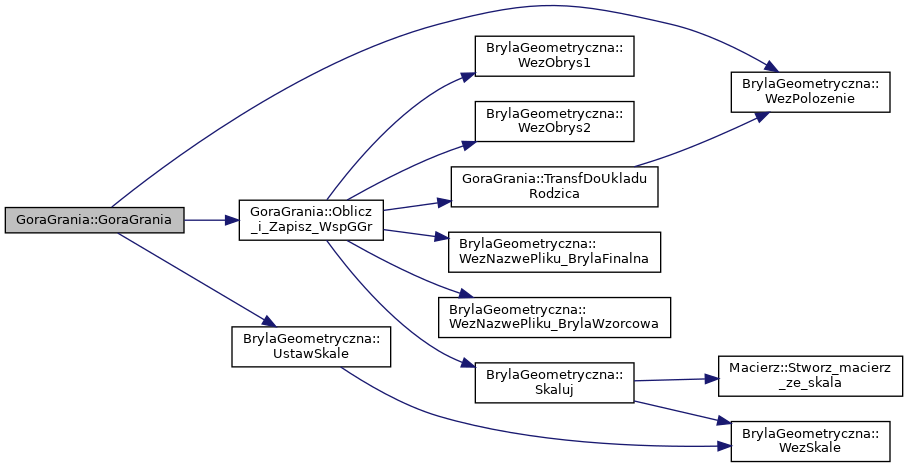 GoraGrania::GoraGrania
GoraGrania::Oblicz
_i_Zapisz_WspGGr
BrylaGeometryczna::
UstawSkale
BrylaGeometryczna::
WezObrys1
BrylaGeometryczna::
WezObrys2
GoraGrania::TransfDoUkladu
Rodzica
BrylaGeometryczna::
WezNazwePliku_BrylaFinalna
BrylaGeometryczna::
WezNazwePliku_BrylaWzorcowa
BrylaGeometryczna::
Skaluj
BrylaGeometryczna::
WezPolozenie
Macierz::Stworz_macierz
_ze_skala
BrylaGeometryczna::
WezSkale